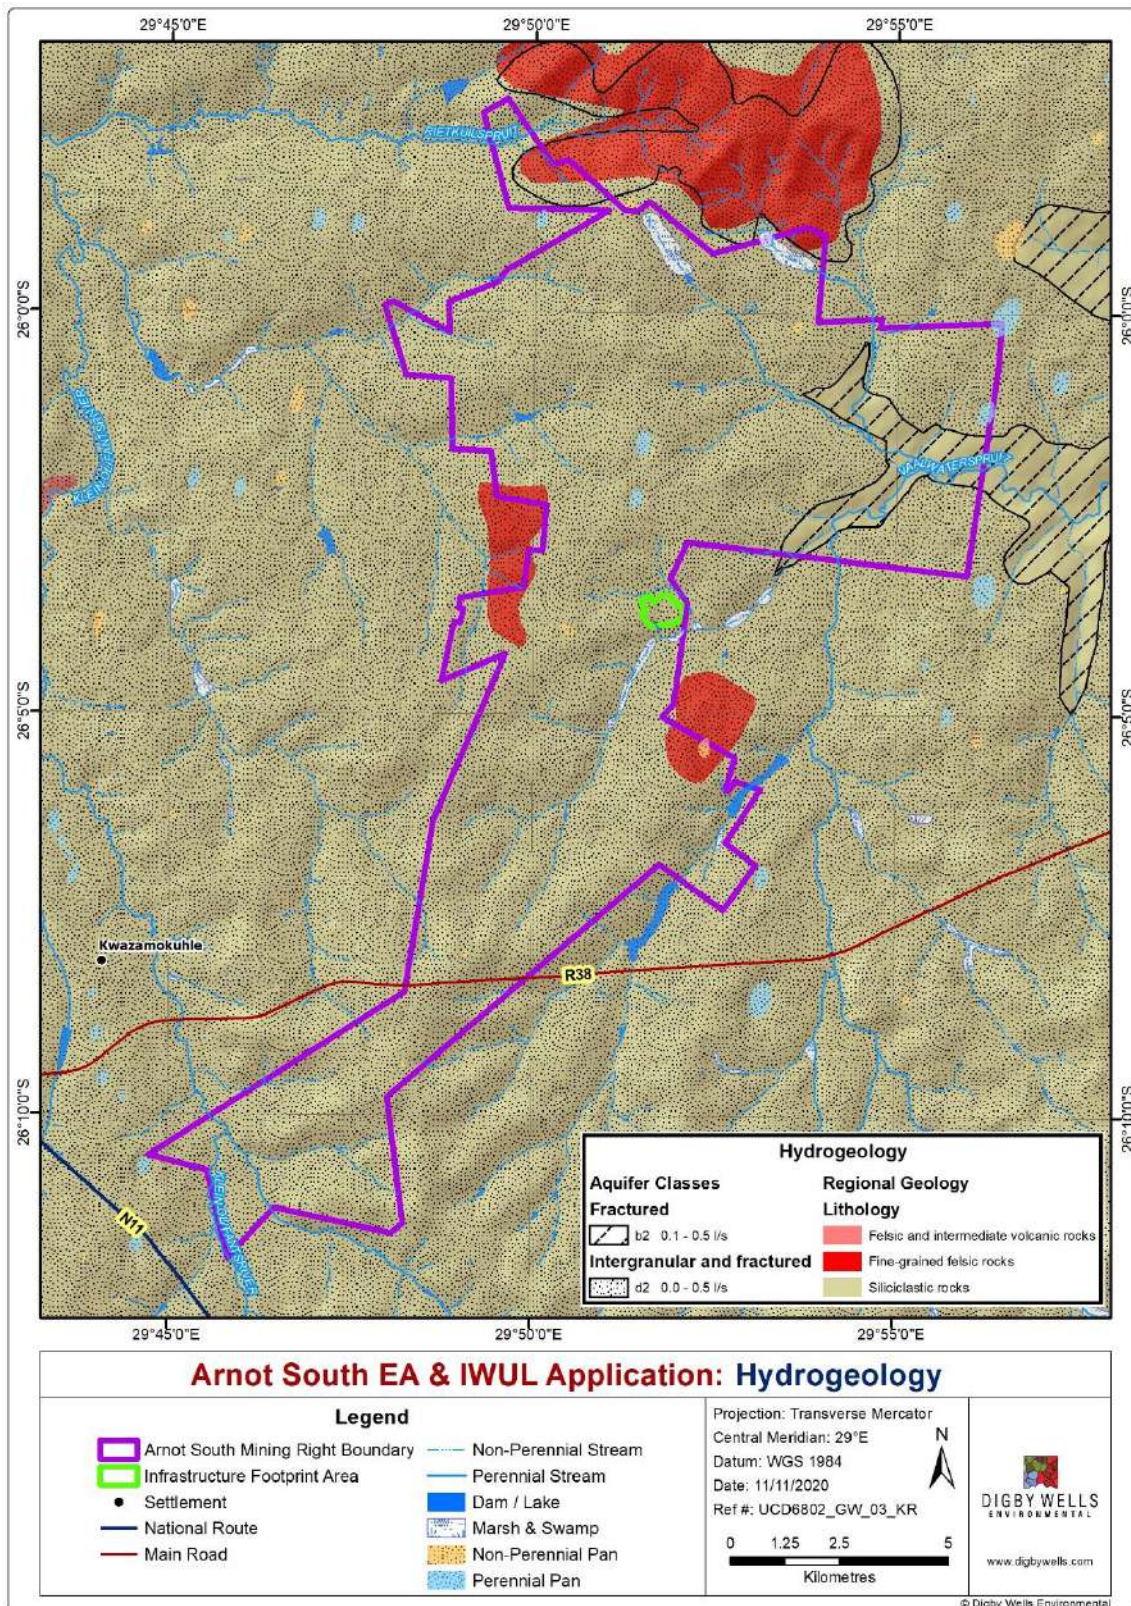 29°45'0"E
29°50'0"E
29°55'0"E
RIETKUILSPRUIT
26°0'0"S
26°0'0"S
KLEIN OLIFANTSRIVIER
VAALWATERSPRUIT
26°5'0"S
26°5'0"S
Kwazamokuhle
R38
26°10'0"S
26°10'0"S
N11
Hydrogeology
Aquifer Classes
Regional Geology
Fractured
Lithology
b2 0.1 - 0.5 l/s
Felsic and intermediate volcanic rocks
Intergranular and fractured
Fine-grained felsic rocks
d2 0.0 - 0.5 l/s
Siliciclastic rocks
29°45'0"E
29°50'0"E
29°55'0"E
Arnot South EA & IWUL Application: Hydrogeology
Legend
Arnot South Mining Right Boundary
Infrastructure Footprint Area
Settlement
National Route
Main Road
Non-Perennial Stream
Perennial Stream
Dam / Lake
Marsh & Swamp
Non-Perennial Pan
Perennial Pan
Projection: Transverse Mercator
Central Meridian: 29°E
Datum: WGS 1984
Date: 11/11/2020
Ref #: UCD6802_GW_03_KR
N
0 1.25 2.5 5
Kilometres
DIGBY WELLS
ENVIRONMENTAL
www.digbywells.com
© Digby Wells Environmental